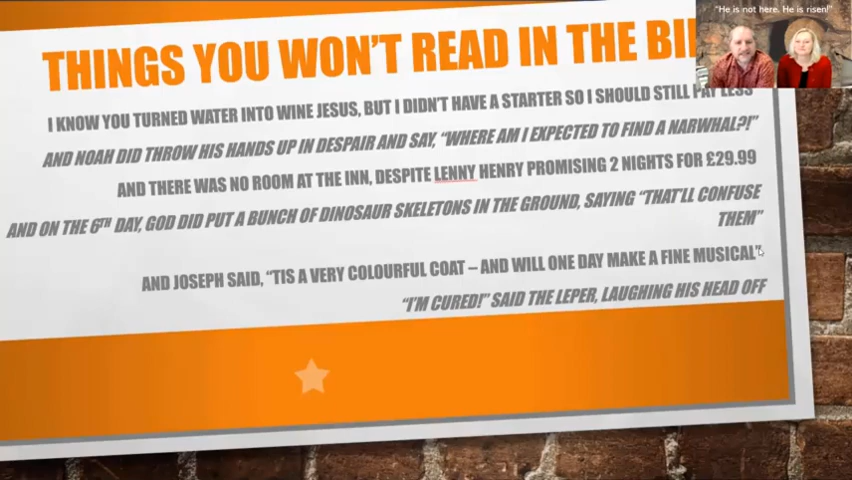 "He is not here. He is risen!"
THINGS YOU WON'T READ IN THE
I KNOW YOU TURNED WATER INTO WINE JESUS, BUT I DIDN'T HAVE A STARTER SO I SHOULD STILL PAY LESS
AND NOAH DID THROW HIS HANDS UP IN DESPAIR AND SAY, "WHERE AM I EXPECTED TO FIND A NARWHAL?!"
AND THERE WAS NO ROOM AT THE INN, DESPITE LENNY HENRY PROMISING 2 NIGHTS FOR £29.99
AND ON THE 6TH DAY, GOD DID PUT A BUNCH OF DINOSAUR SKELETONS IN THE GROUND, SAYING "THAT'LL CONFUSE
THEM"
AND JOSEPH SAID, "TIS A VERY COLOURFUL COAT – AND WILL ONE DAY MAKE A FINE MUSICAL"
"I'M CURED!" SAID THE LEPER, LAUGHING HIS HEAD OFF